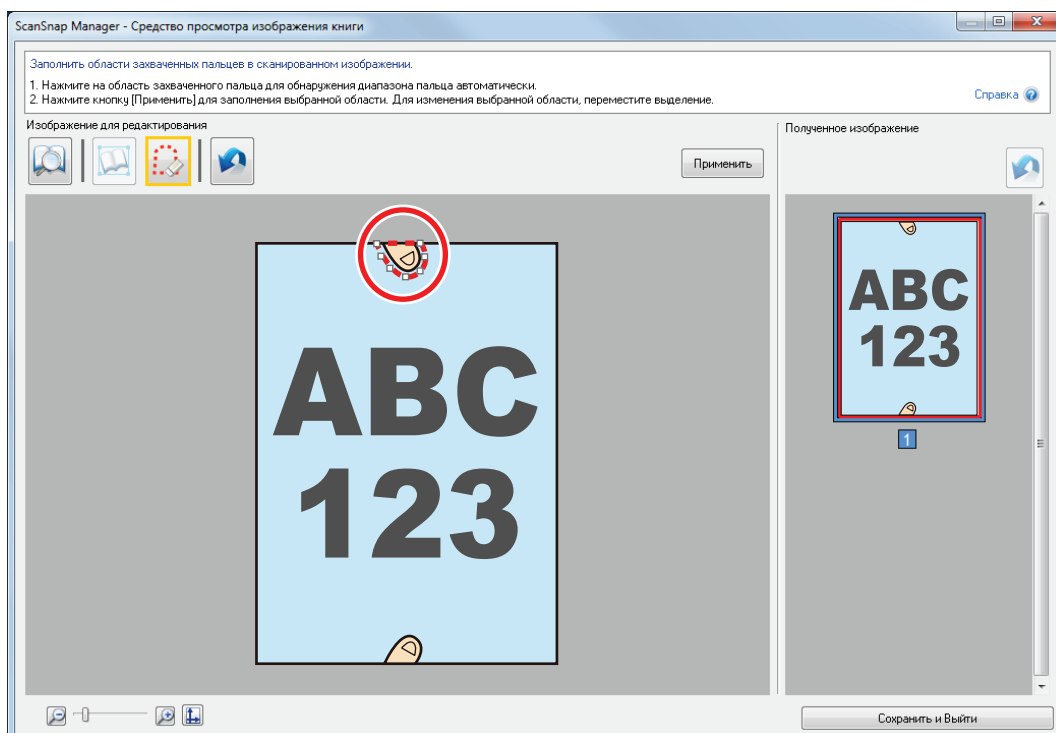 ScanSnap Manager - Средство просмотра изображения книги
Заполнить области захваченных пальцев в сканированном изображении.
1. Нажмите на область захваченного пальца для обнаружения диапазона пальца автоматически.
2. Нажмите кнопку [Применить] для заполнения выбранной области. Для изменения выбранной области, переместите выделение.
Справка
Изображение для редактирования
Полученное изображение
Применить
ABC
123
ABC
123
1
Сохранить и Выйти